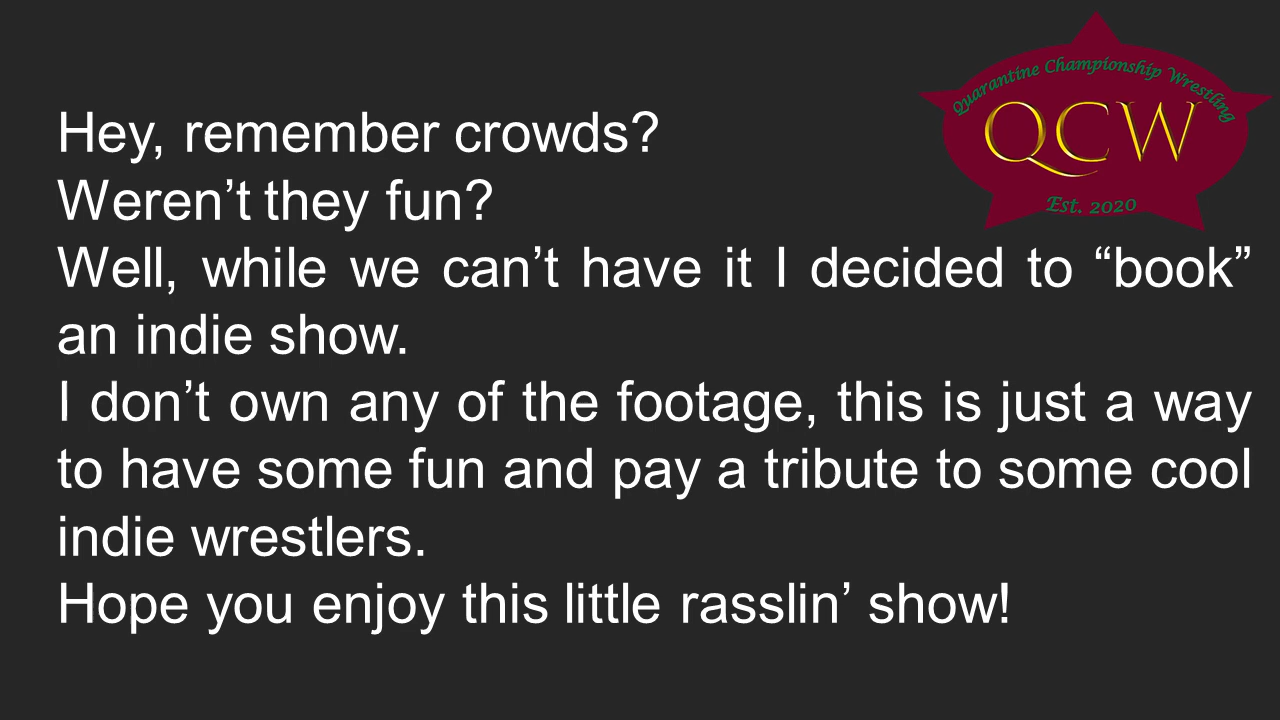 Quarantine Championship Wrestling
QCW
Est. 2020
Hey, remember crowds?
Weren’t they fun?
Well, while we can’t have it I decided to “book”
an indie show.
I don’t own any of the footage, this is just a way
to have some fun and pay a tribute to some cool
indie wrestlers.
Hope you enjoy this little rasslin’ show!